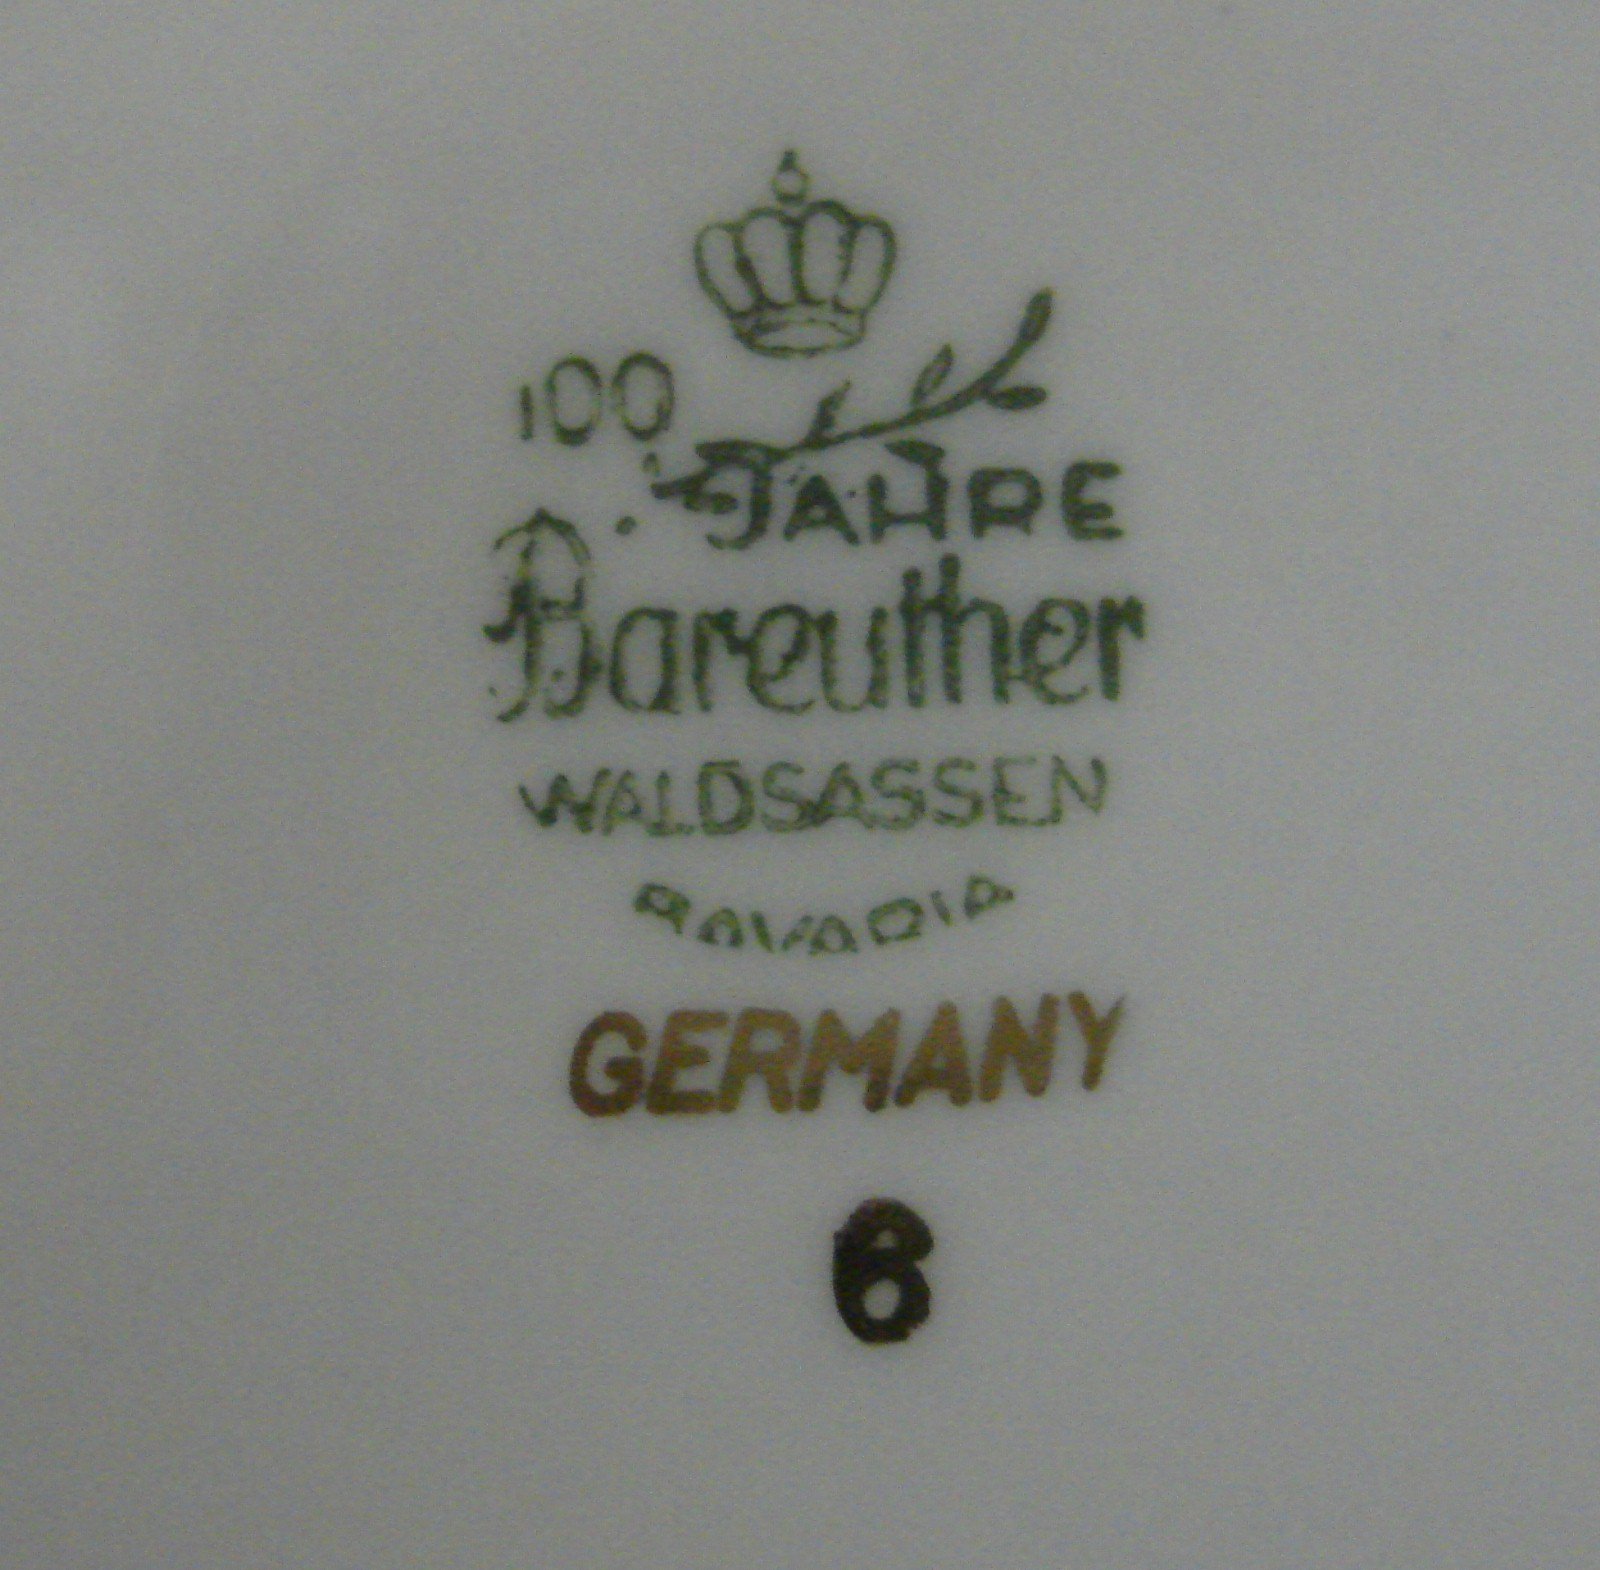 100
JAHRE
Bareuther
WALDSASSEN
BAVARIA
GERMANY
6